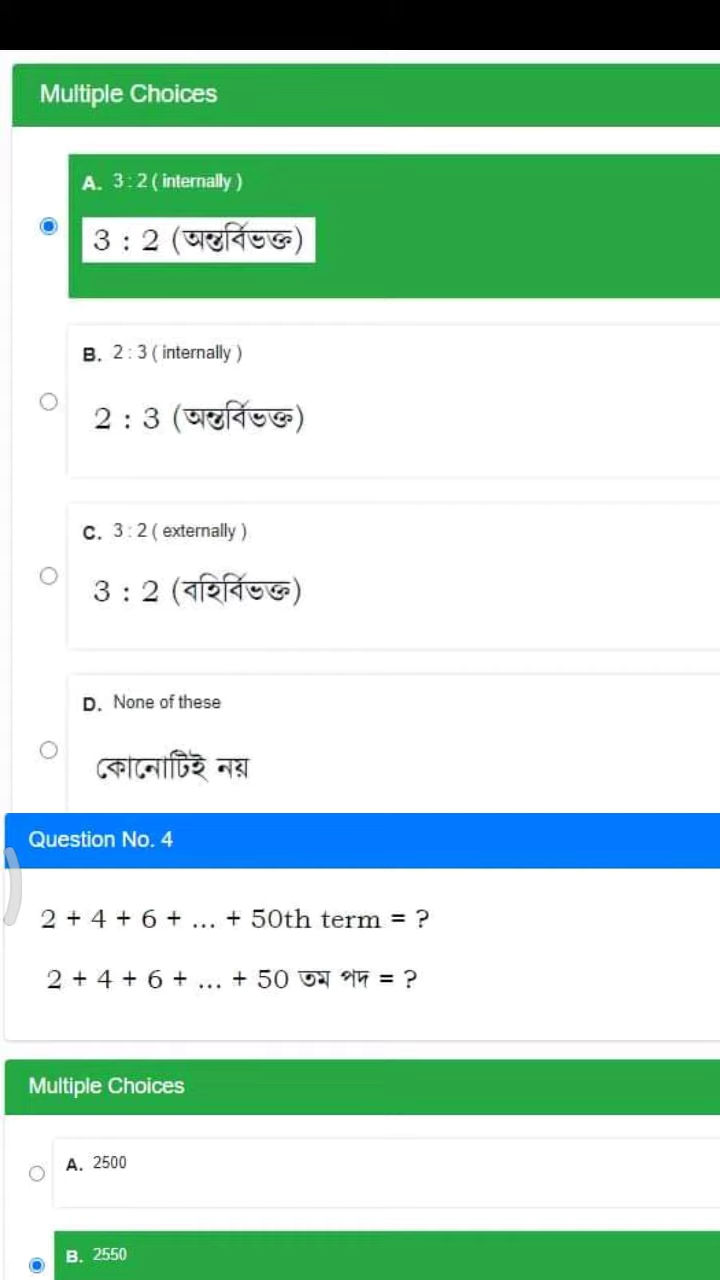 Multiple Choices
A. 3 : 2 ( internally )
3 : 2 (অন্তর্বিভক্ত)
B. 2 : 3 ( internally )
2 : 3 (অন্তর্বিভক্ত)
C. 3 : 2 ( externally )
3 : 2 (বহির্বিভক্ত)
D. None of these
কোনোটিই নয়
Question No. 4
2 + 4 + 6 + ... + 50th term = ?
2 + 4 + 6 + ... + 50 তম পদ = ?
Multiple Choices
A. 2500
B. 2550